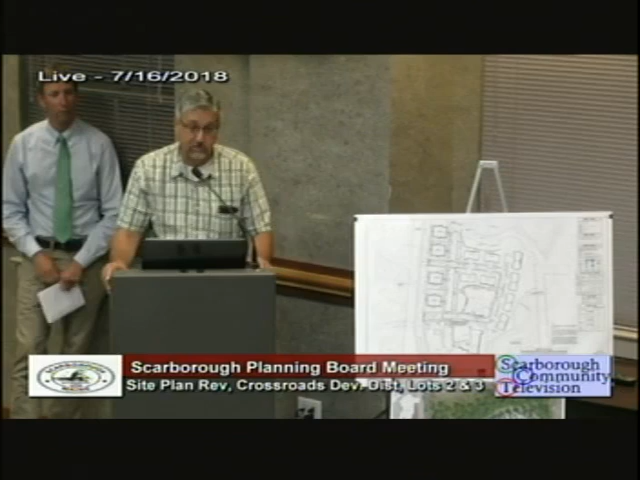 Live - 7/16/2018
Scarborough Planning Board Meeting
Site Plan Rev, Crossroads Dev. Dist, Lots 2 & 3
Scarborough
Community
Television